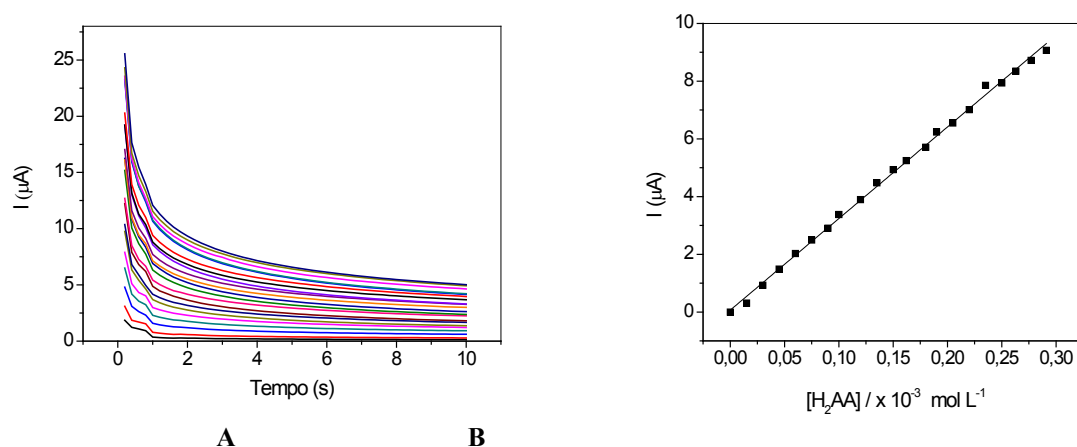 25
20
15
10
5
0
I (µA)
0 2 4 6 8 10
Tempo (s)
10
8
6
4
2
0
I (µA)
0,00 0,05 0,10 0,15 0,20 0,25 0,30
[H₂AA] / x 10⁻³ mol L⁻¹
A B